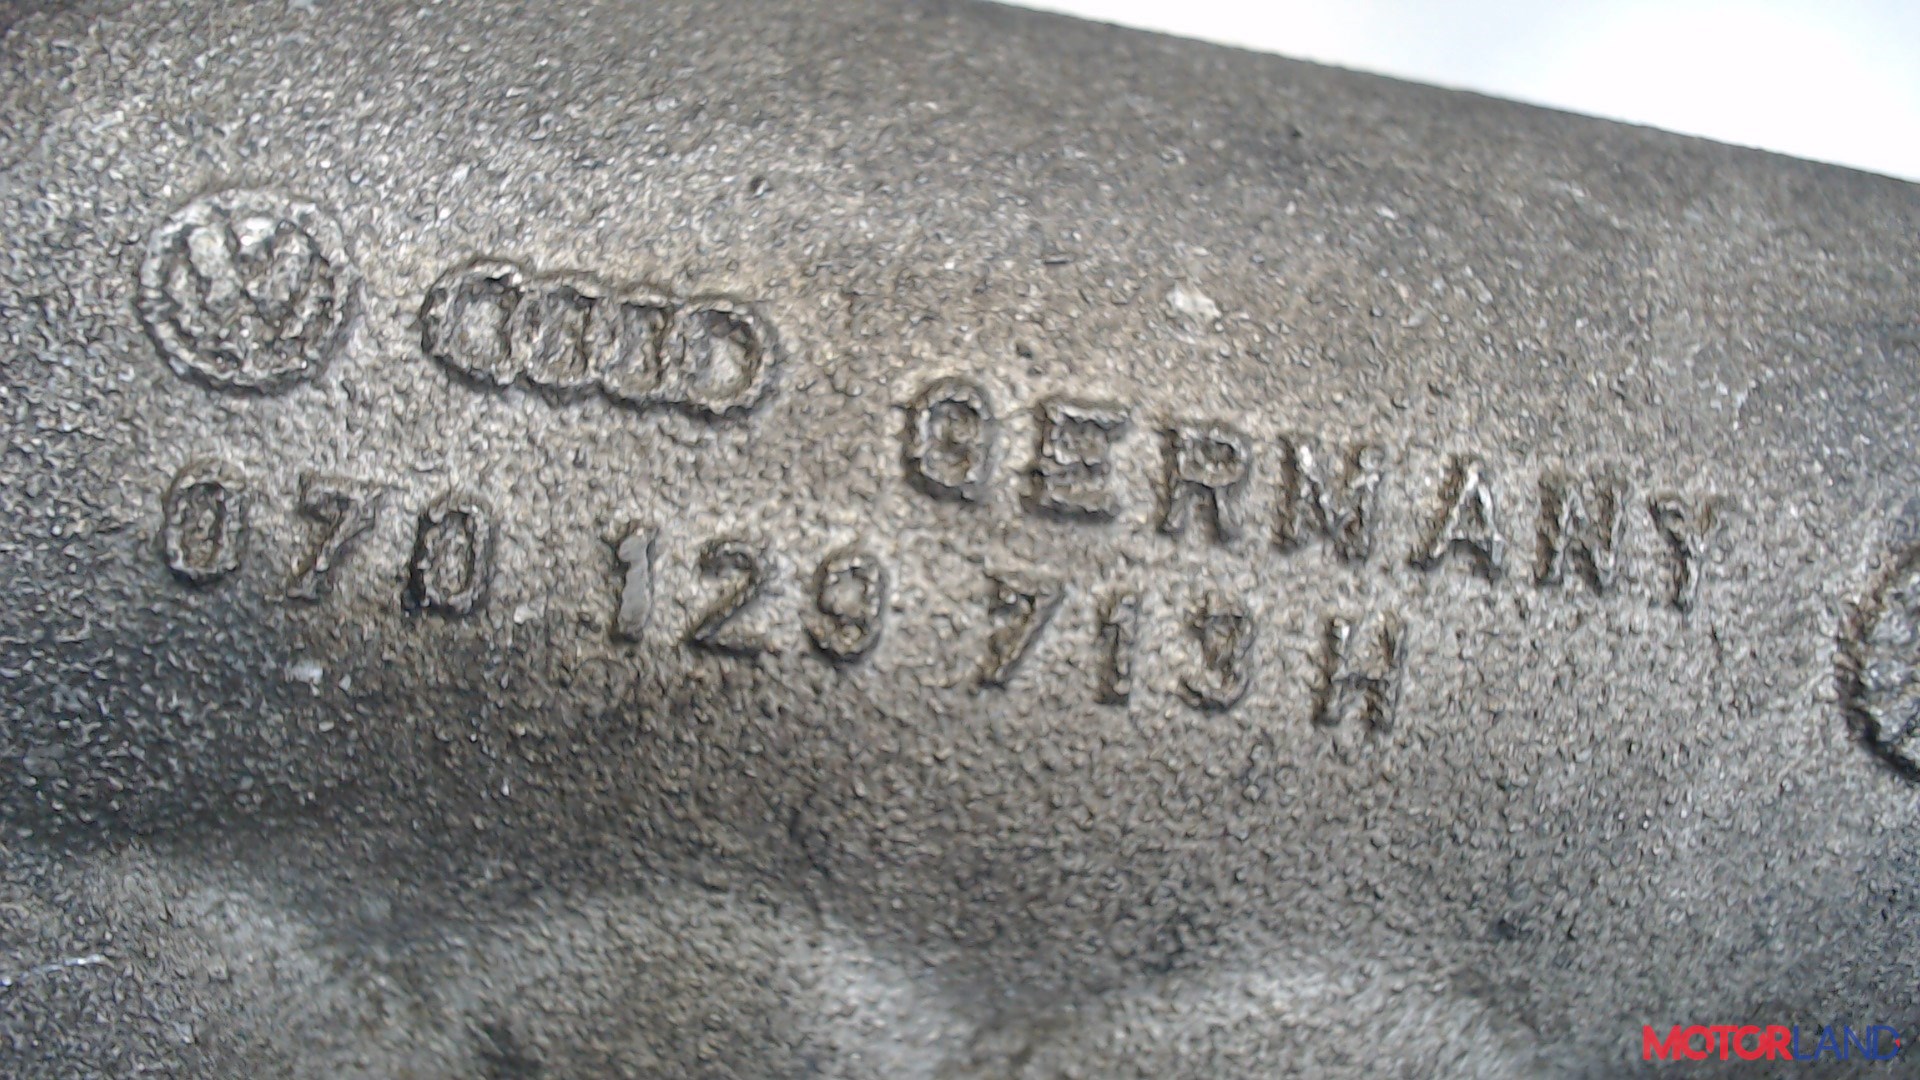 GERMANY
070 129 713 H
MOTORLAND